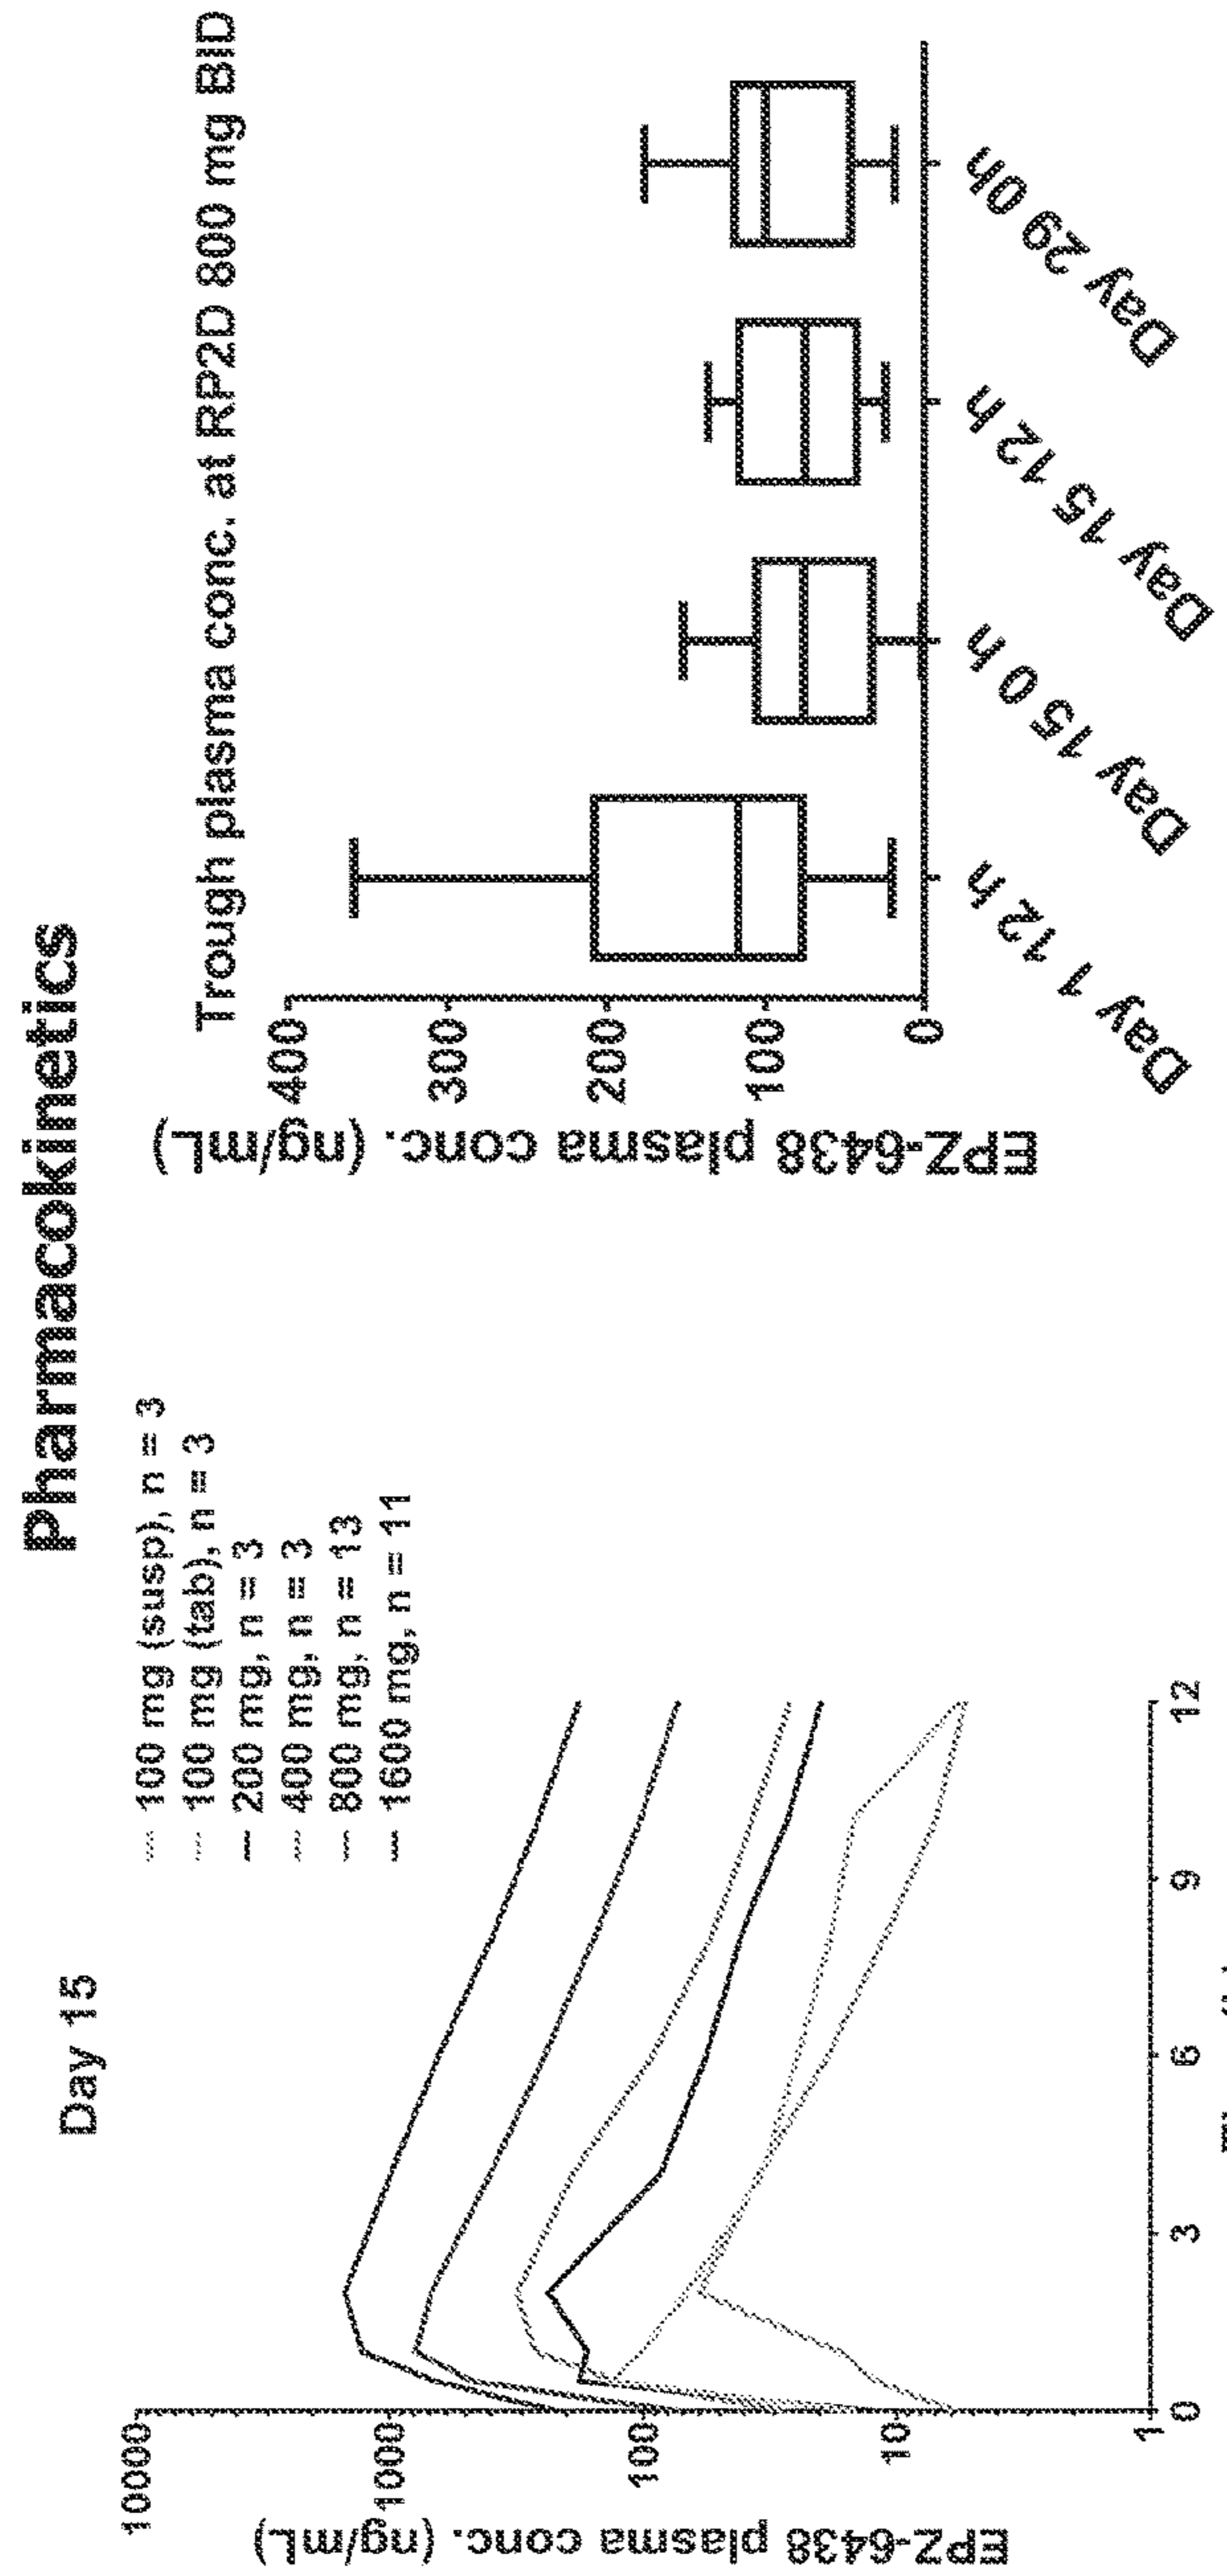 Pharmacokinetics
Day 15
100 mg (susp), n = 3
100 mg (tab), n = 3
200 mg, n = 3
400 mg, n = 3
800 mg, n = 13
1600 mg, n = 11
EPZ-6438 plasma conc. (ng/mL)
10000
1000
100
10
1
0
3
6
9
12
Trough plasma conc. at RP2D 800 mg BID
EPZ-6438 plasma conc. (ng/mL)
400
300
200
100
0
Day 1 12 h
Day 15 0 h
Day 15 12 h
Day 29 0h